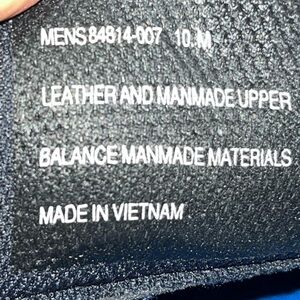 MENS 84814-007 10.M
LEATHER AND MANMADE UPPER
BALANCE MANMADE MATERIALS
MADE IN VIETNAM